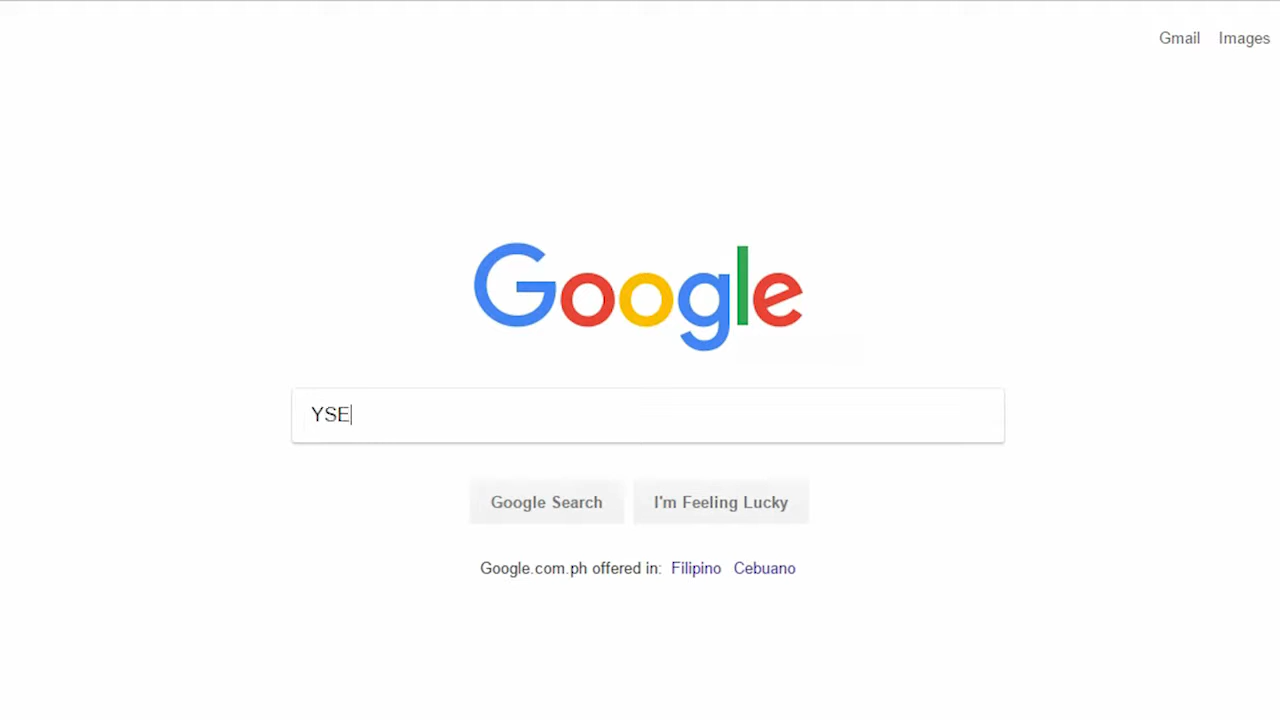 Gmail Images
Google
YSE
Google Search I'm Feeling Lucky
Google.com.ph offered in: Filipino Cebuano